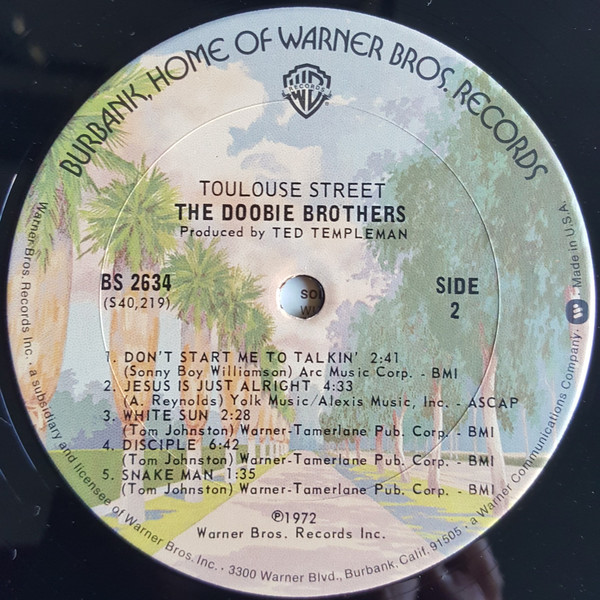 BURBANK, HOME OF WARNER BROS. RECORDS
WB
RECORDS
TOULOUSE STREET
THE DOOBIE BROTHERS
Produced by TED TEMPLEMAN
BS 2634
(S40,219)
SIDE
2
1. DON'T START ME TO TALKIN' 2:41
(Sonny Boy Williamson) Arc Music Corp. - BMI
2. JESUS IS JUST ALRIGHT 4:33
(A. Reynolds) Yolk Music/Alexis Music, Inc. - ASCAP
3. WHITE SUN 2:28
(Tom Johnston) Warner-Tamerlane Pub. Corp. - BMI
4. DISCIPLE 6:42
(Tom Johnston) Warner-Tamerlane Pub. Corp. - BMI
5. SNAKE MAN 1:35
(Tom Johnston) Warner-Tamerlane Pub. Corp. - BMI
℗1972
Warner Bros. Records Inc.
Warner Bros. Records Inc. • a subsidiary and licensee of Warner Bros. Inc. • 3300 Warner Blvd., Burbank, Calif. 91505 • a Warner Communications Company. Made in U.S.A.